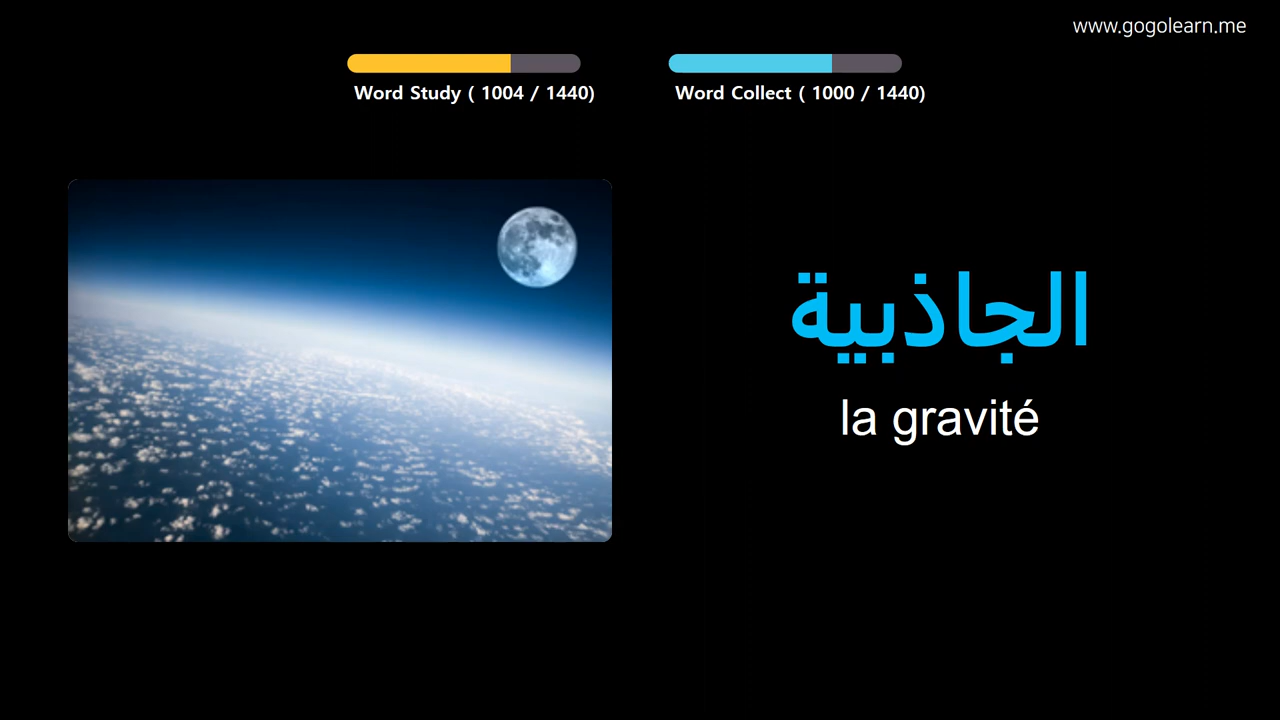 www.gogolearn.me
Word Study ( 1004 / 1440)
Word Collect ( 1000 / 1440)
الجاذبية
la gravité